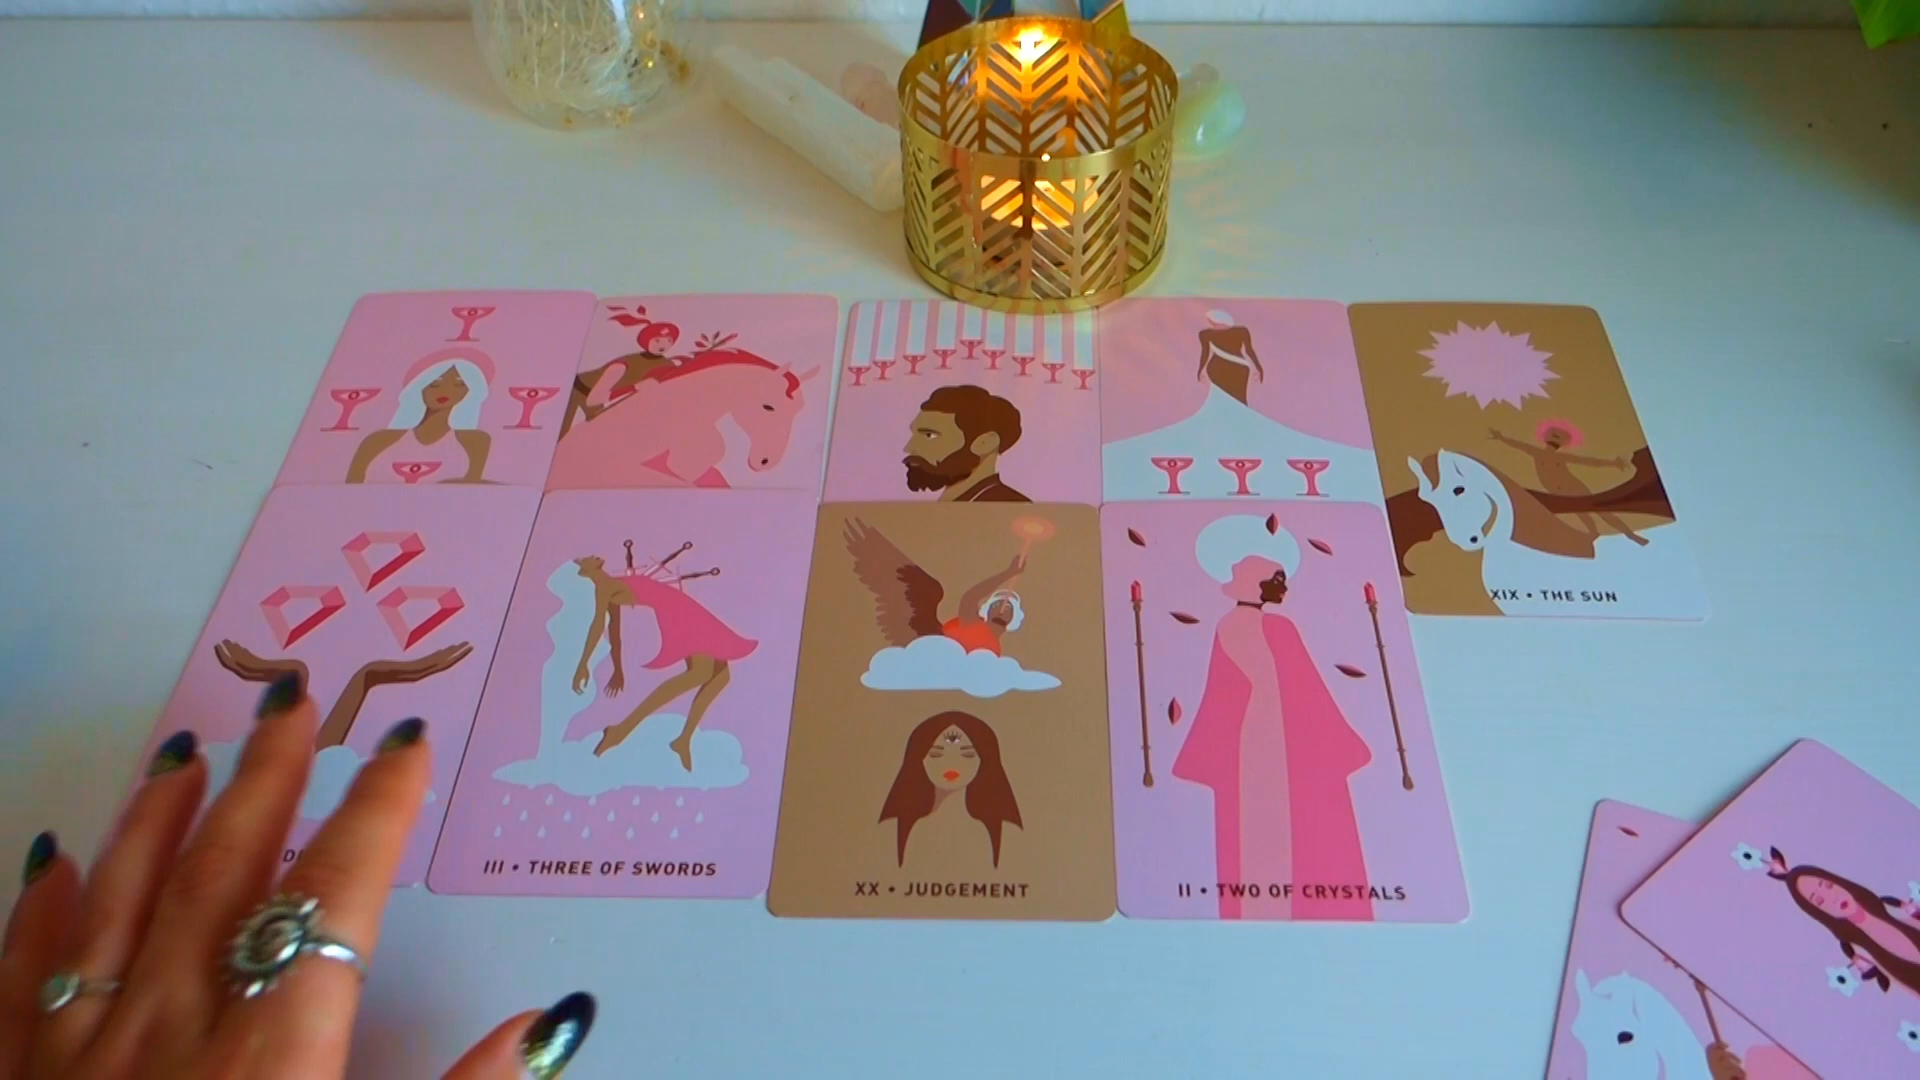 XIX • THE SUN
III • THREE OF SWORDS
XX • JUDGEMENT
II • TWO OF CRYSTALS